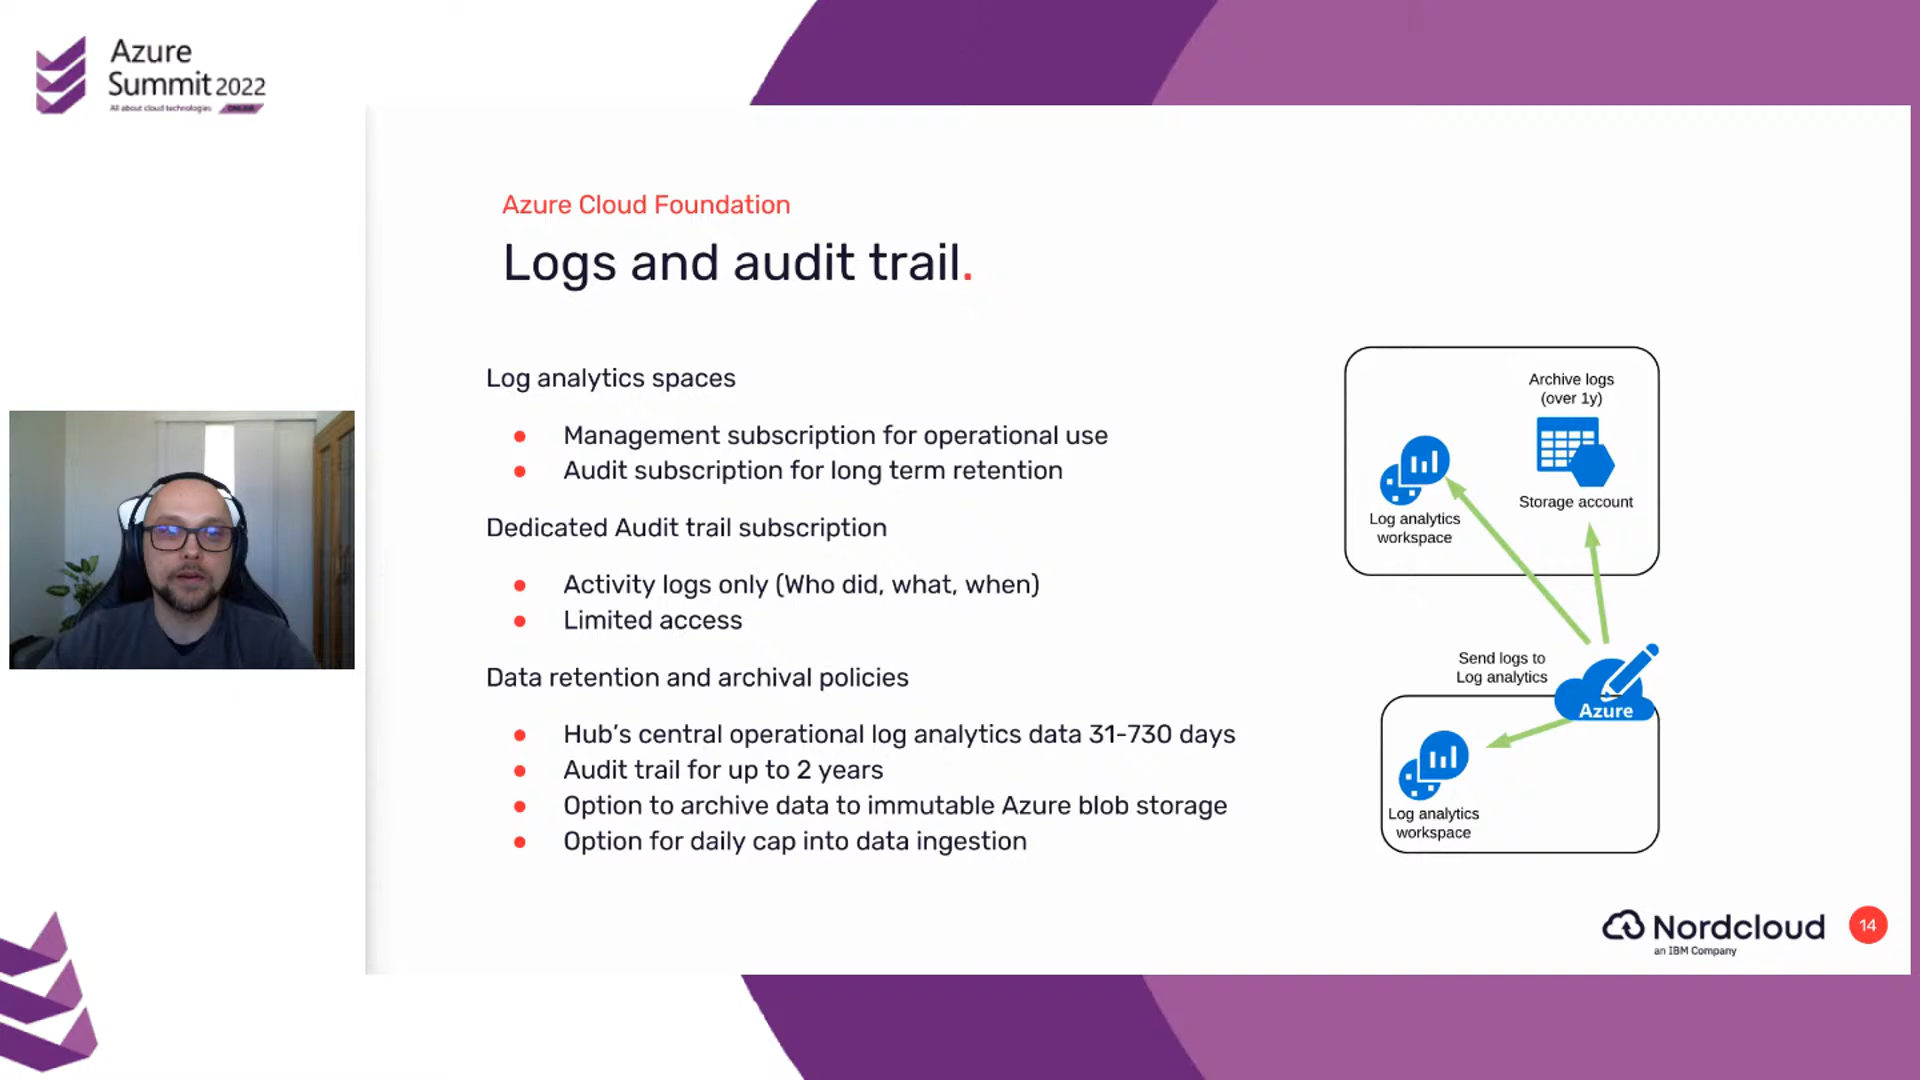 Azure
Summit 2022
All about cloud technologies ONLINE
Azure Cloud Foundation
Logs and audit trail.
Log analytics spaces
Management subscription for operational use
Audit subscription for long term retention
Dedicated Audit trail subscription
Activity logs only (Who did, what, when)
Limited access
Data retention and archival policies
Hub’s central operational log analytics data 31-730 days
Audit trail for up to 2 years
Option to archive data to immutable Azure blob storage
Option for daily cap into data ingestion
Archive logs
(over 1y)
Storage account
Log analytics
workspace
Send logs to
Log analytics
Azure
Log analytics
workspace
Nordcloud
an IBM Company
14